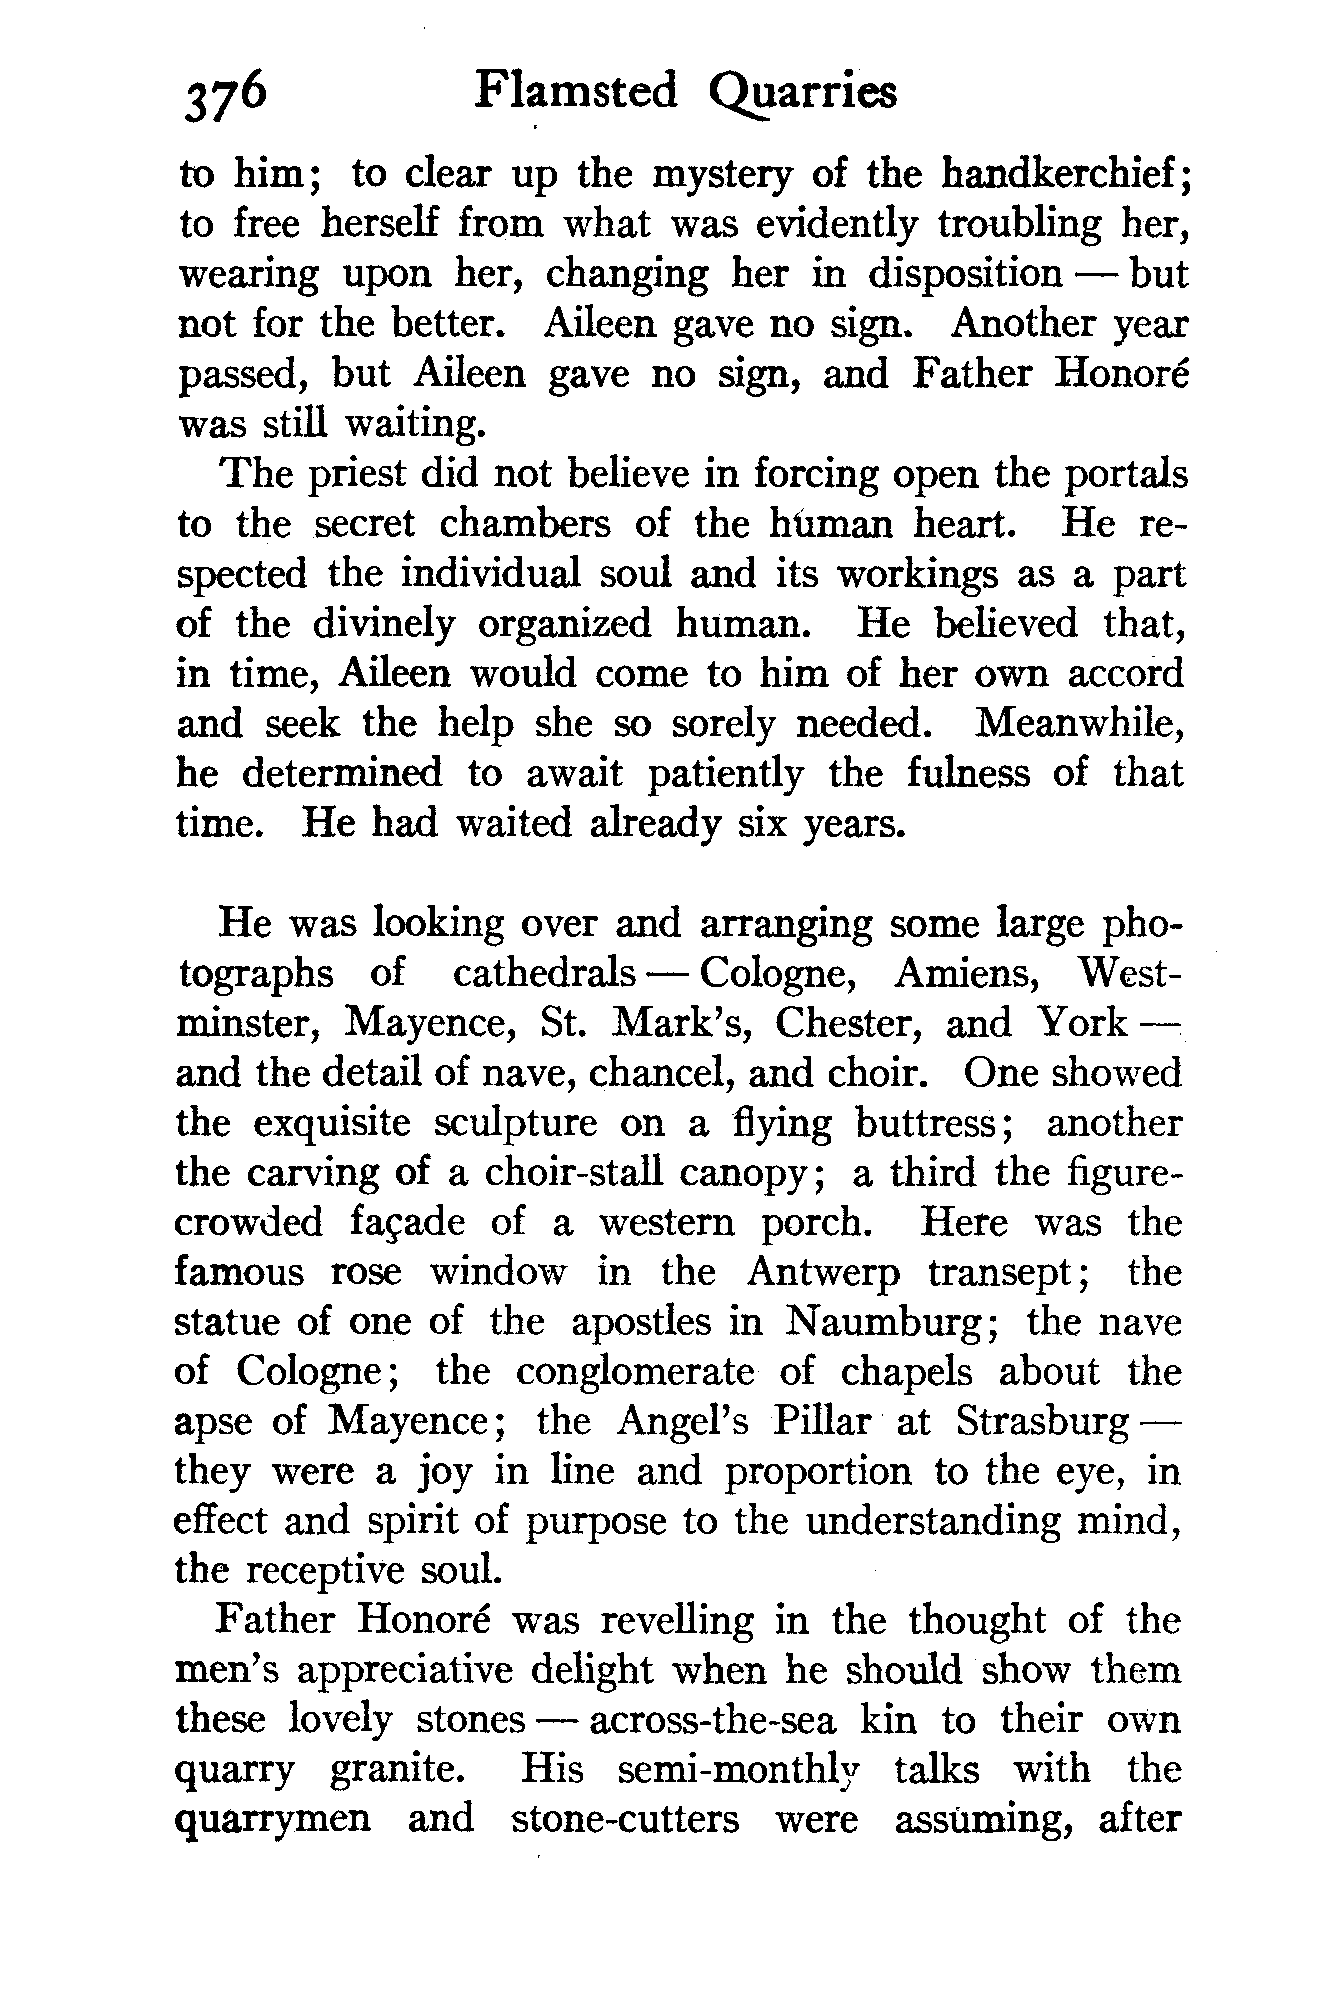 376 Flamsted Quarries
to him; to clear up the mystery of the handkerchief;
to free herself from what was evidently troubling her,
wearing upon her, changing her in disposition — but
not for the better. Aileen gave no sign. Another year
passed, but Aileen gave no sign, and Father Honoré
was still waiting.
The priest did not believe in forcing open the portals
to the secret chambers of the human heart. He re-
spected the individual soul and its workings as a part
of the divinely organized human. He believed that,
in time, Aileen would come to him of her own accord
and seek the help she so sorely needed. Meanwhile,
he determined to await patiently the fulness of that
time. He had waited already six years.
He was looking over and arranging some large pho-
tographs of cathedrals — Cologne, Amiens, West-
minster, Mayence, St. Mark's, Chester, and York —
and the detail of nave, chancel, and choir. One showed
the exquisite sculpture on a flying buttress; another
the carving of a choir-stall canopy; a third the figure-
crowded façade of a western porch. Here was the
famous rose window in the Antwerp transept; the
statue of one of the apostles in Naumburg; the nave
of Cologne; the conglomerate of chapels about the
apse of Mayence; the Angel's Pillar at Strasburg —
they were a joy in line and proportion to the eye, in
effect and spirit of purpose to the understanding mind,
the receptive soul.
Father Honoré was revelling in the thought of the
men's appreciative delight when he should show them
these lovely stones — across-the-sea kin to their own
quarry granite. His semi-monthly talks with the
quarrymen and stone-cutters were assuming, after